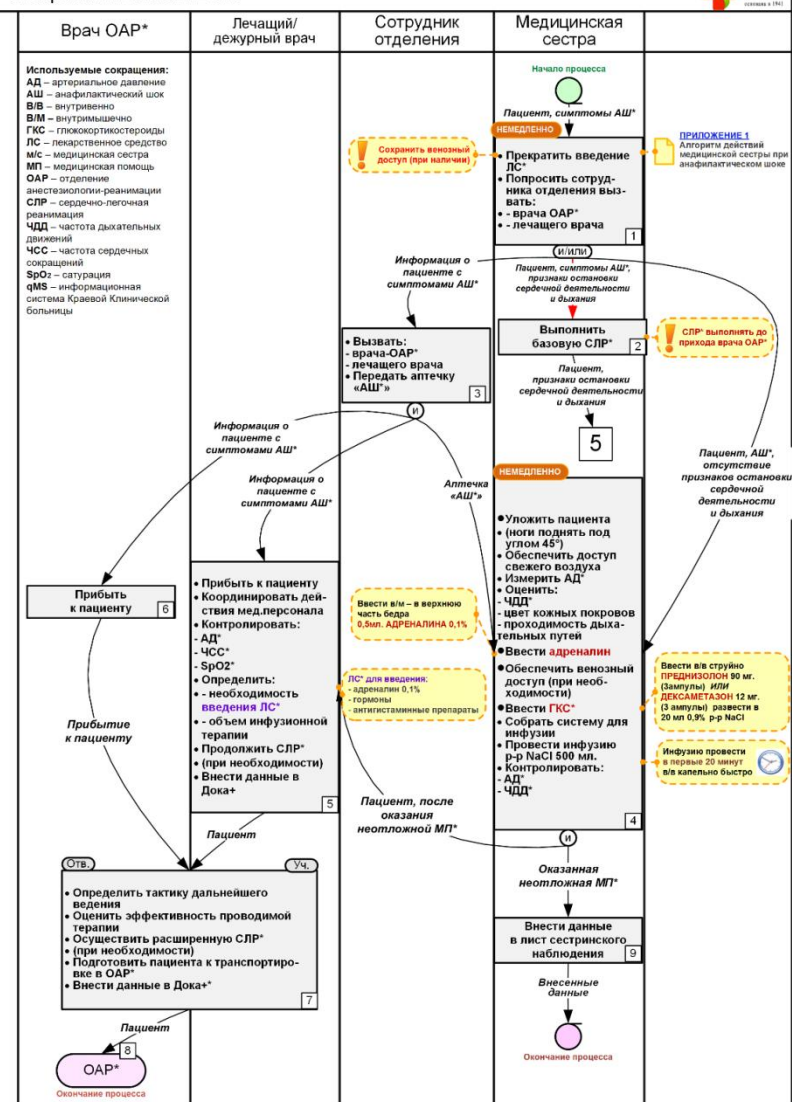 Врач ОАР*
Лечащий/
дежурный врач
Сотрудник
отделения
Медицинская
сестра
Используемые сокращения:
АД – артериальное давление
АШ – анафилактический шок
В/В – внутривенно
В/М – внутримышечно
ГКС – глюкокортикостероиды
ЛС – лекарственное средство
м/с – медицинская сестра
МП – медицинская помощь
ОАР – отделение
анестезиологии-реанимации
СЛР – сердечно-легочная
реанимация
ЧДД – частота дыхательных
движений
ЧСС – частота сердечных
сокращений
SpO₂ – сатурация
qMS – информационная
система Краевой Клинической
больницы
Начало процесса
Пациент, симптомы АШ*
НЕМЕДЛЕННО
Сохранить венозный
доступ (при наличии)
• Прекратить введение
ЛС*
• Попросить сотруд-
ника отделения выз-
вать:
• - врача ОАР*
• - лечащего врача
1
ПРИЛОЖЕНИЕ 1
Алгоритм действий
медицинской сестры при
анафилактическом шоке
и/или
Информация о
пациенте с
симптомами АШ*
Пациент, симптомы АШ*,
признаки остановки
сердечной деятельности
и дыхания
Выполнить
базовую СЛР*
2
СЛР* выполнять до
прихода врача ОАР*
• Вызвать:
- врача-ОАР*
- лечащего врача
• Передать аптечку
«АШ*»
3
и
Пациент,
признаки остановки
сердечной деятельности
и дыхания
5
Информация о
пациенте с
симптомами АШ*
Информация о
пациенте с
симптомами АШ*
Аптечка
«АШ*»
Пациент, АШ*,
отсутствие
признаков остановки
сердечной
деятельности
и дыхания
НЕМЕДЛЕННО
•Уложить пациента
• (ноги поднять под
углом 45°)
• Обеспечить доступ
свежего воздуха
• Измерить АД*
• Оценить:
- ЧДД*
- цвет кожных покровов
- проходимость дыха-
тельных путей
•Ввести адреналин
•Обеспечить венозный
доступ (при необ-
ходимости)
•Ввести ГКС*
• Собрать систему для
инфузии
• Провести инфузию
р-р NaCl 500 мл.
• Контролировать:
- АД*
- ЧДД*
4
Прибыть
к пациенту
6
• Прибыть к пациенту
• Координировать дей-
ствия мед.персонала
• Контролировать:
- АД*
- ЧСС*
- SpO2*
• Определить:
• - необходимость
введения ЛС*
• - объем инфузионной
терапии
• Продолжить СЛР*
• (при необходимости)
• Внести данные в
Дока+
5
Ввести в/м – в верхнюю
часть бедра
0,5мл. АДРЕНАЛИНА 0,1%
ЛС* для введения:
- адреналин 0,1%
- гормоны
- антигистаминные препараты
Ввести в/в струйно
ПРЕДНИЗОЛОН 90 мг.
(3ампулы) ИЛИ
ДЕКСАМЕТАЗОН 12 мг.
(3 ампулы) развести в
20 мл 0,9% р-р NaCl
Инфузию провести
в первые 20 минут
в/в капельно быстро
Прибытие
к пациенту
Пациент
Пациент, после
оказания
неотложной МП*
и
Оказанная
неотложная МП*
Отв.
Уч.
• Определить тактику дальнейшего
ведения
• Оценить эффективность проводимой
терапии
• Осуществить расширенную СЛР*
• (при необходимости)
• Подготовить пациента к транспортиро-
вке в ОАР*
• Внести данные в Дока+*
7
Внести данные
в лист сестринского
наблюдения
9
Внесенные
данные
Окончание процесса
Пациент
8
ОАР*
Окончание процесса